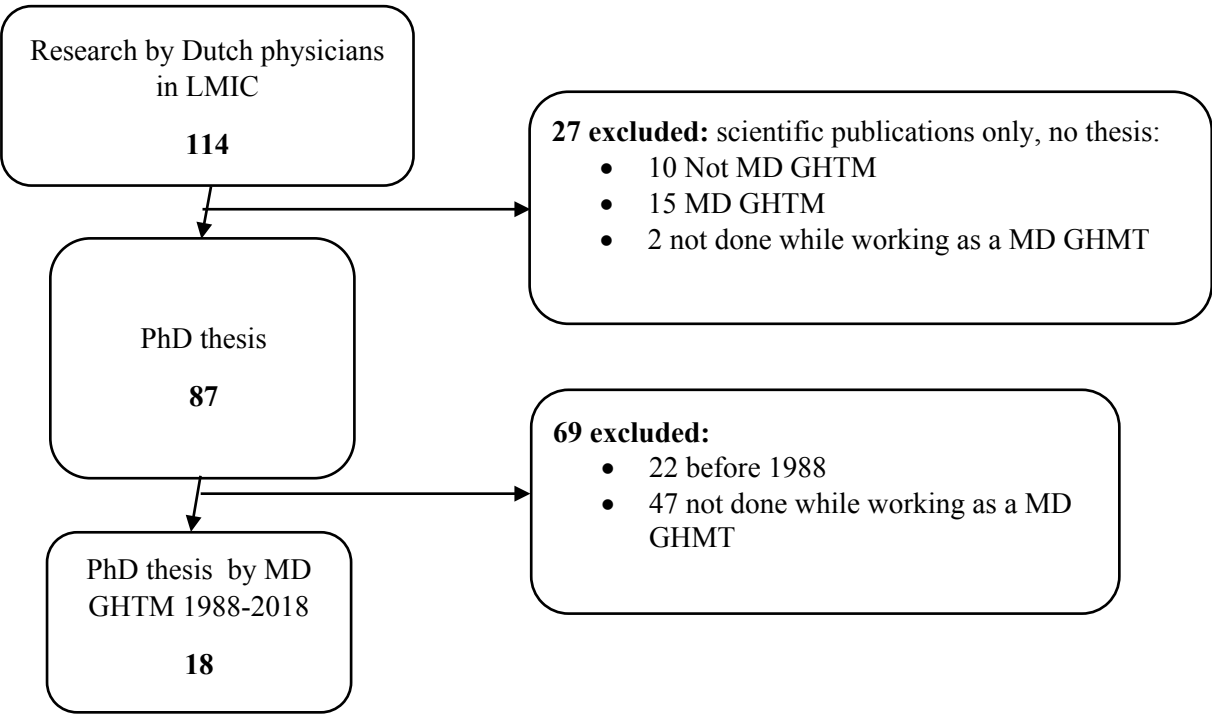 Research by Dutch physicians
in LMIC
114
27 excluded: scientific publications only, no thesis:
• 10 Not MD GHTM
• 15 MD GHTM
• 2 not done while working as a MD GHMT
PhD thesis
87
69 excluded:
• 22 before 1988
• 47 not done while working as a MD
GHMT
PhD thesis by MD
GHTM 1988-2018
18